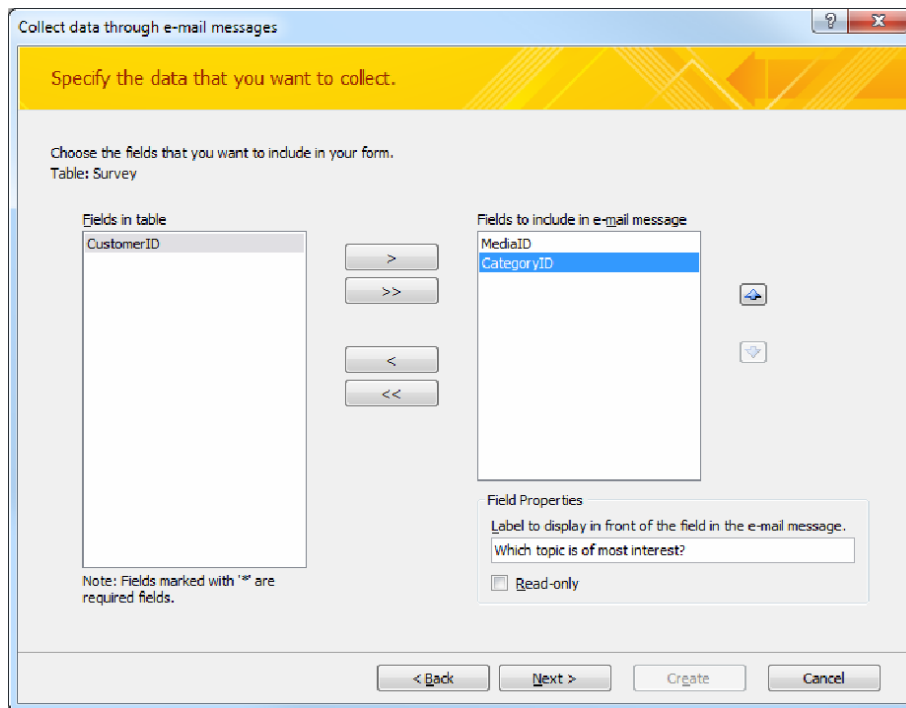 Collect data through e-mail messages
?
X
Specify the data that you want to collect.
Choose the fields that you want to include in your form.
Table: Survey
Fields in table
CustomerID
>
>>
<
<<
Fields to include in e-mail message
MediaID
CategoryID
Field Properties
Label to display in front of the field in the e-mail message.
Which topic is of most interest?
Read-only
Note: Fields marked with '*' are
required fields.
< Back
Next >
Create
Cancel